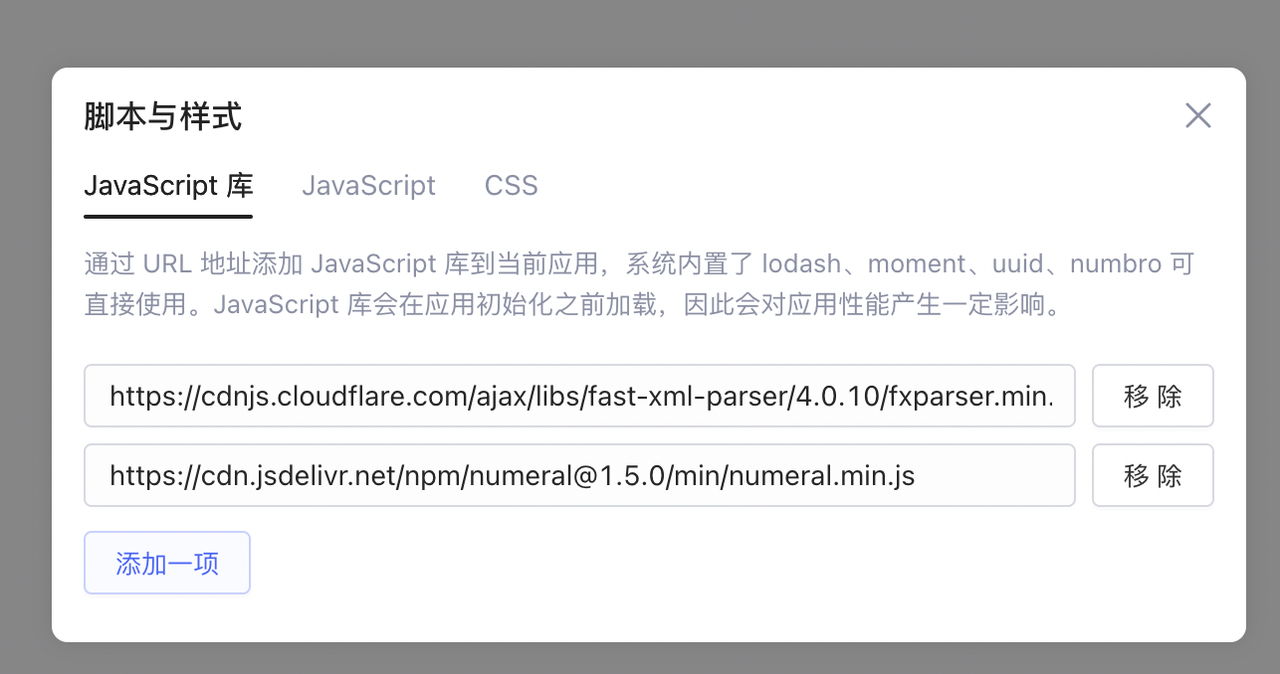 脚本与样式
JavaScript 库 JavaScript CSS
通过 URL 地址添加 JavaScript 库到当前应用，系统内置了 lodash、moment、uuid、numbro 可
直接使用。JavaScript 库会在应用初始化之前加载，因此会对应用性能产生一定影响。
https://cdnjs.cloudflare.com/ajax/libs/fast-xml-parser/4.0.10/fxparser.min. 移除
https://cdn.jsdelivr.net/npm/numeral@1.5.0/min/numeral.min.js 移除
添加一项